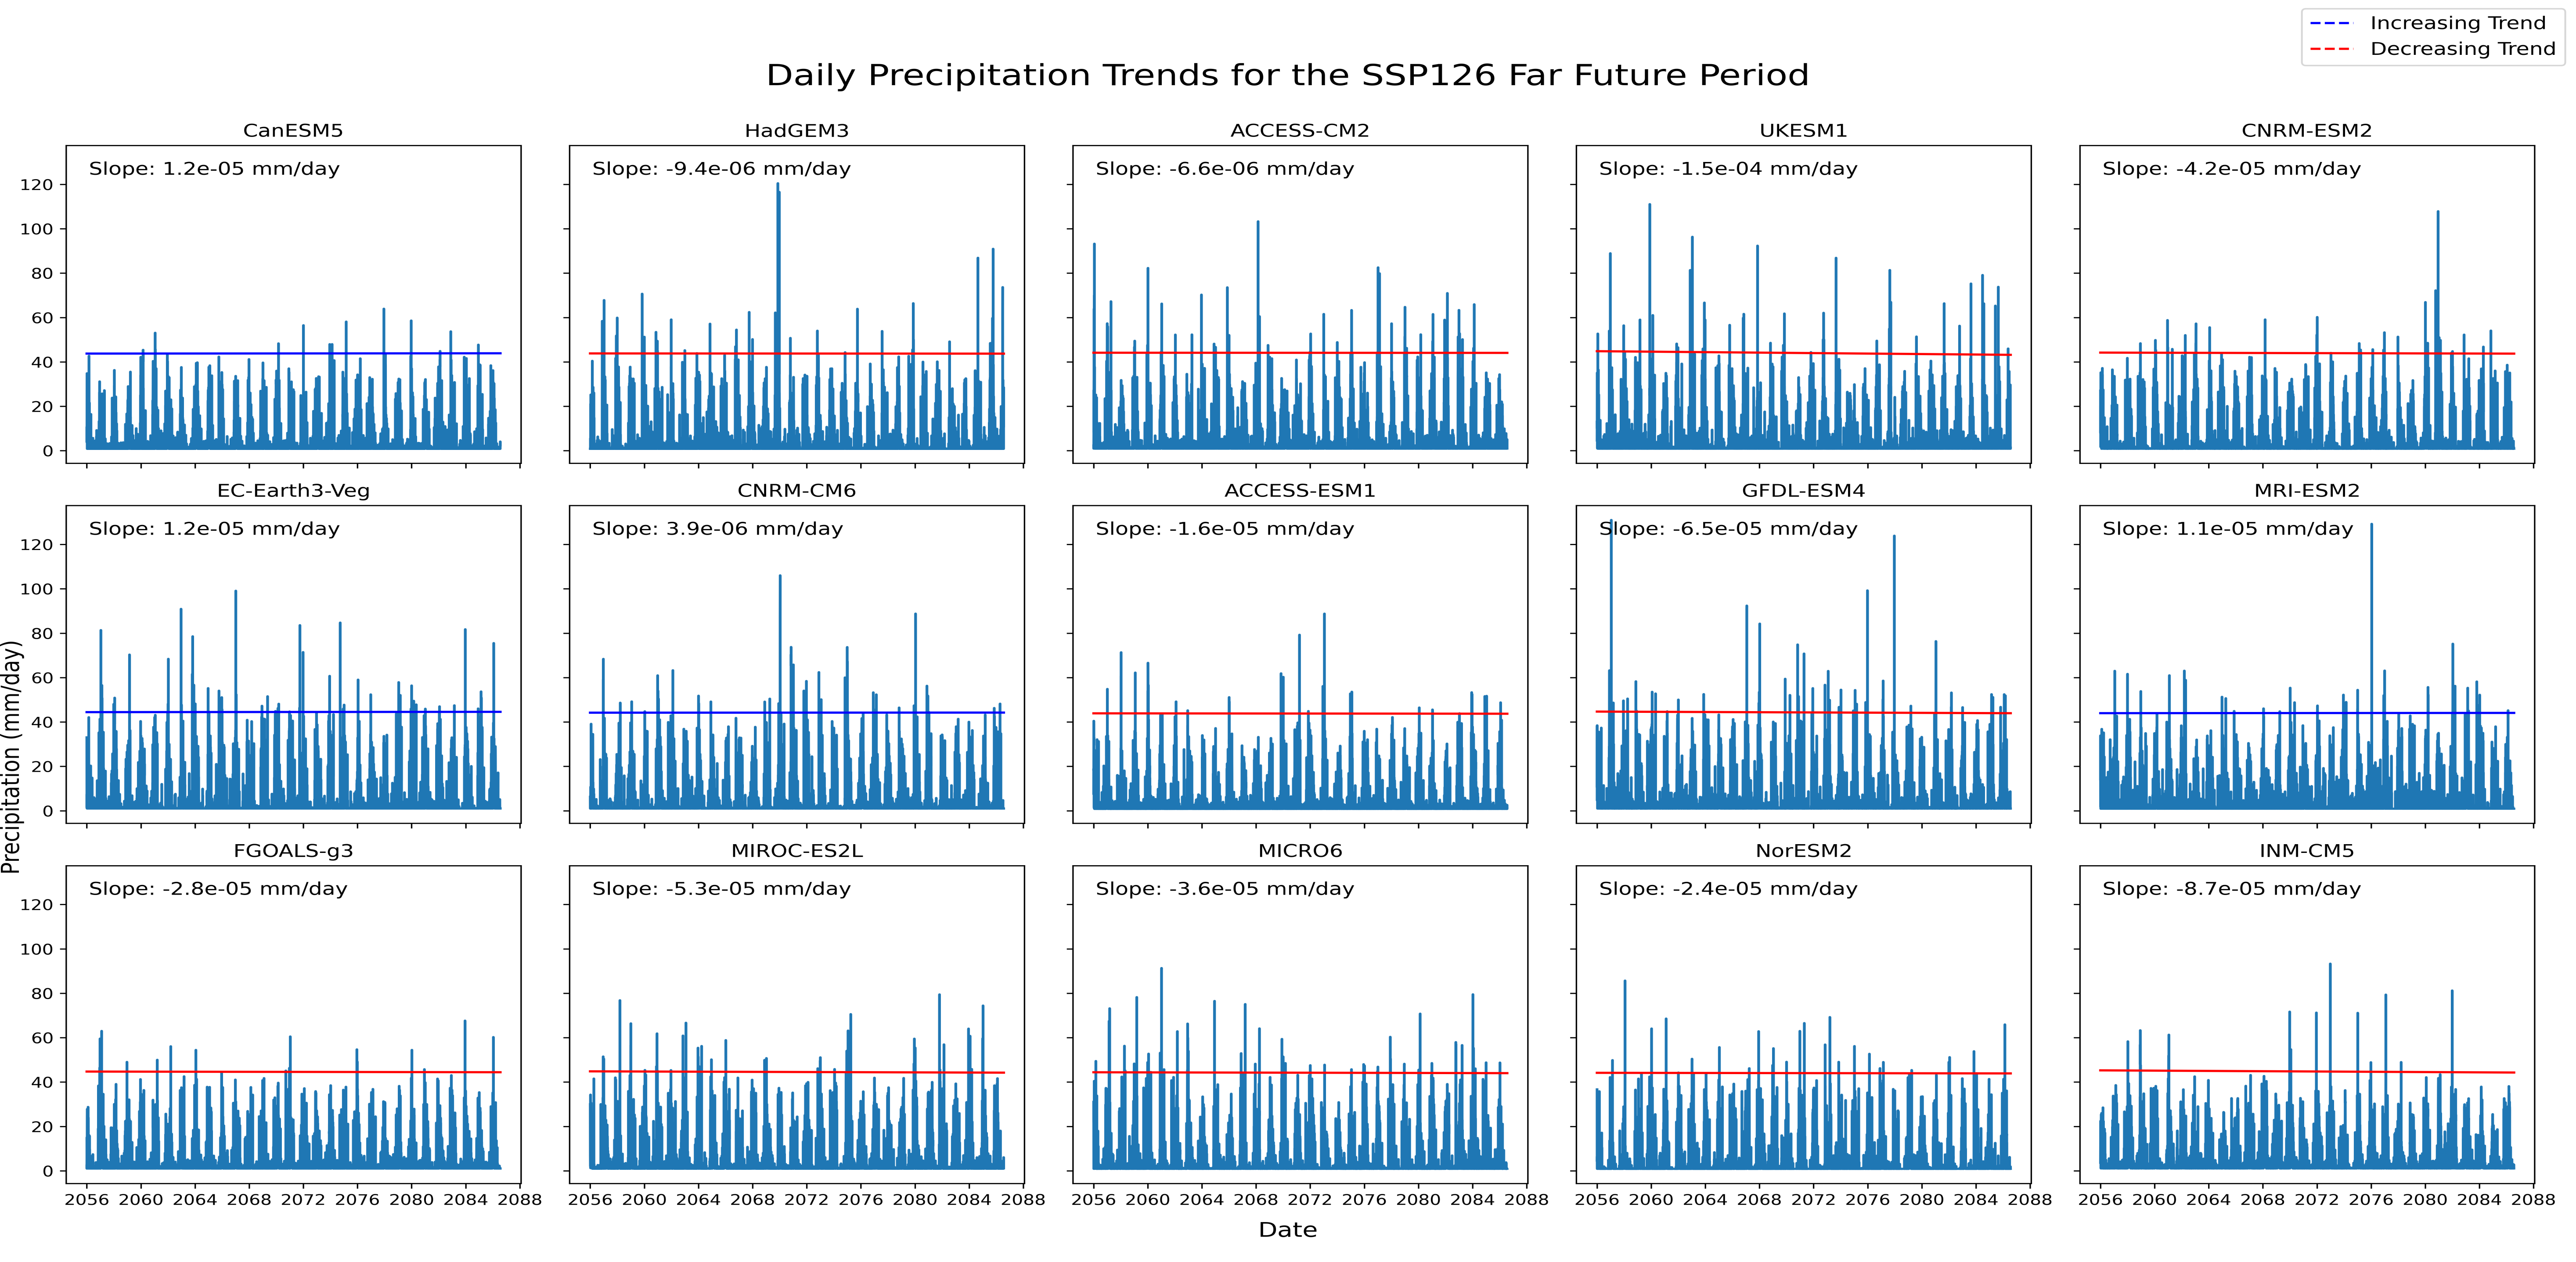 Increasing Trend
Decreasing Trend
Daily Precipitation Trends for the SSP126 Far Future Period
CanESM5
HadGEM3
ACCESS-CM2
UKESM1
CNRM-ESM2
Slope: 1.2e-05 mm/day
Slope: -9.4e-06 mm/day
Slope: -6.6e-06 mm/day
Slope: -1.5e-04 mm/day
Slope: -4.2e-05 mm/day
120
100
80
60
40
20
0
EC-Earth3-Veg
CNRM-CM6
ACCESS-ESM1
GFDL-ESM4
MRI-ESM2
Slope: 1.2e-05 mm/day
Slope: 3.9e-06 mm/day
Slope: -1.6e-05 mm/day
Slope: -6.5e-05 mm/day
Slope: 1.1e-05 mm/day
120
100
80
60
40
20
0
Precipitation (mm/day)
FGOALS-g3
MIROC-ES2L
MICRO6
NorESM2
INM-CM5
Slope: -2.8e-05 mm/day
Slope: -5.3e-05 mm/day
Slope: -3.6e-05 mm/day
Slope: -2.4e-05 mm/day
Slope: -8.7e-05 mm/day
120
100
80
60
40
20
0
2056 2060 2064 2068 2072 2076 2080 2084 2088
2056 2060 2064 2068 2072 2076 2080 2084 2088
2056 2060 2064 2068 2072 2076 2080 2084 2088
2056 2060 2064 2068 2072 2076 2080 2084 2088
2056 2060 2064 2068 2072 2076 2080 2084 2088
Date